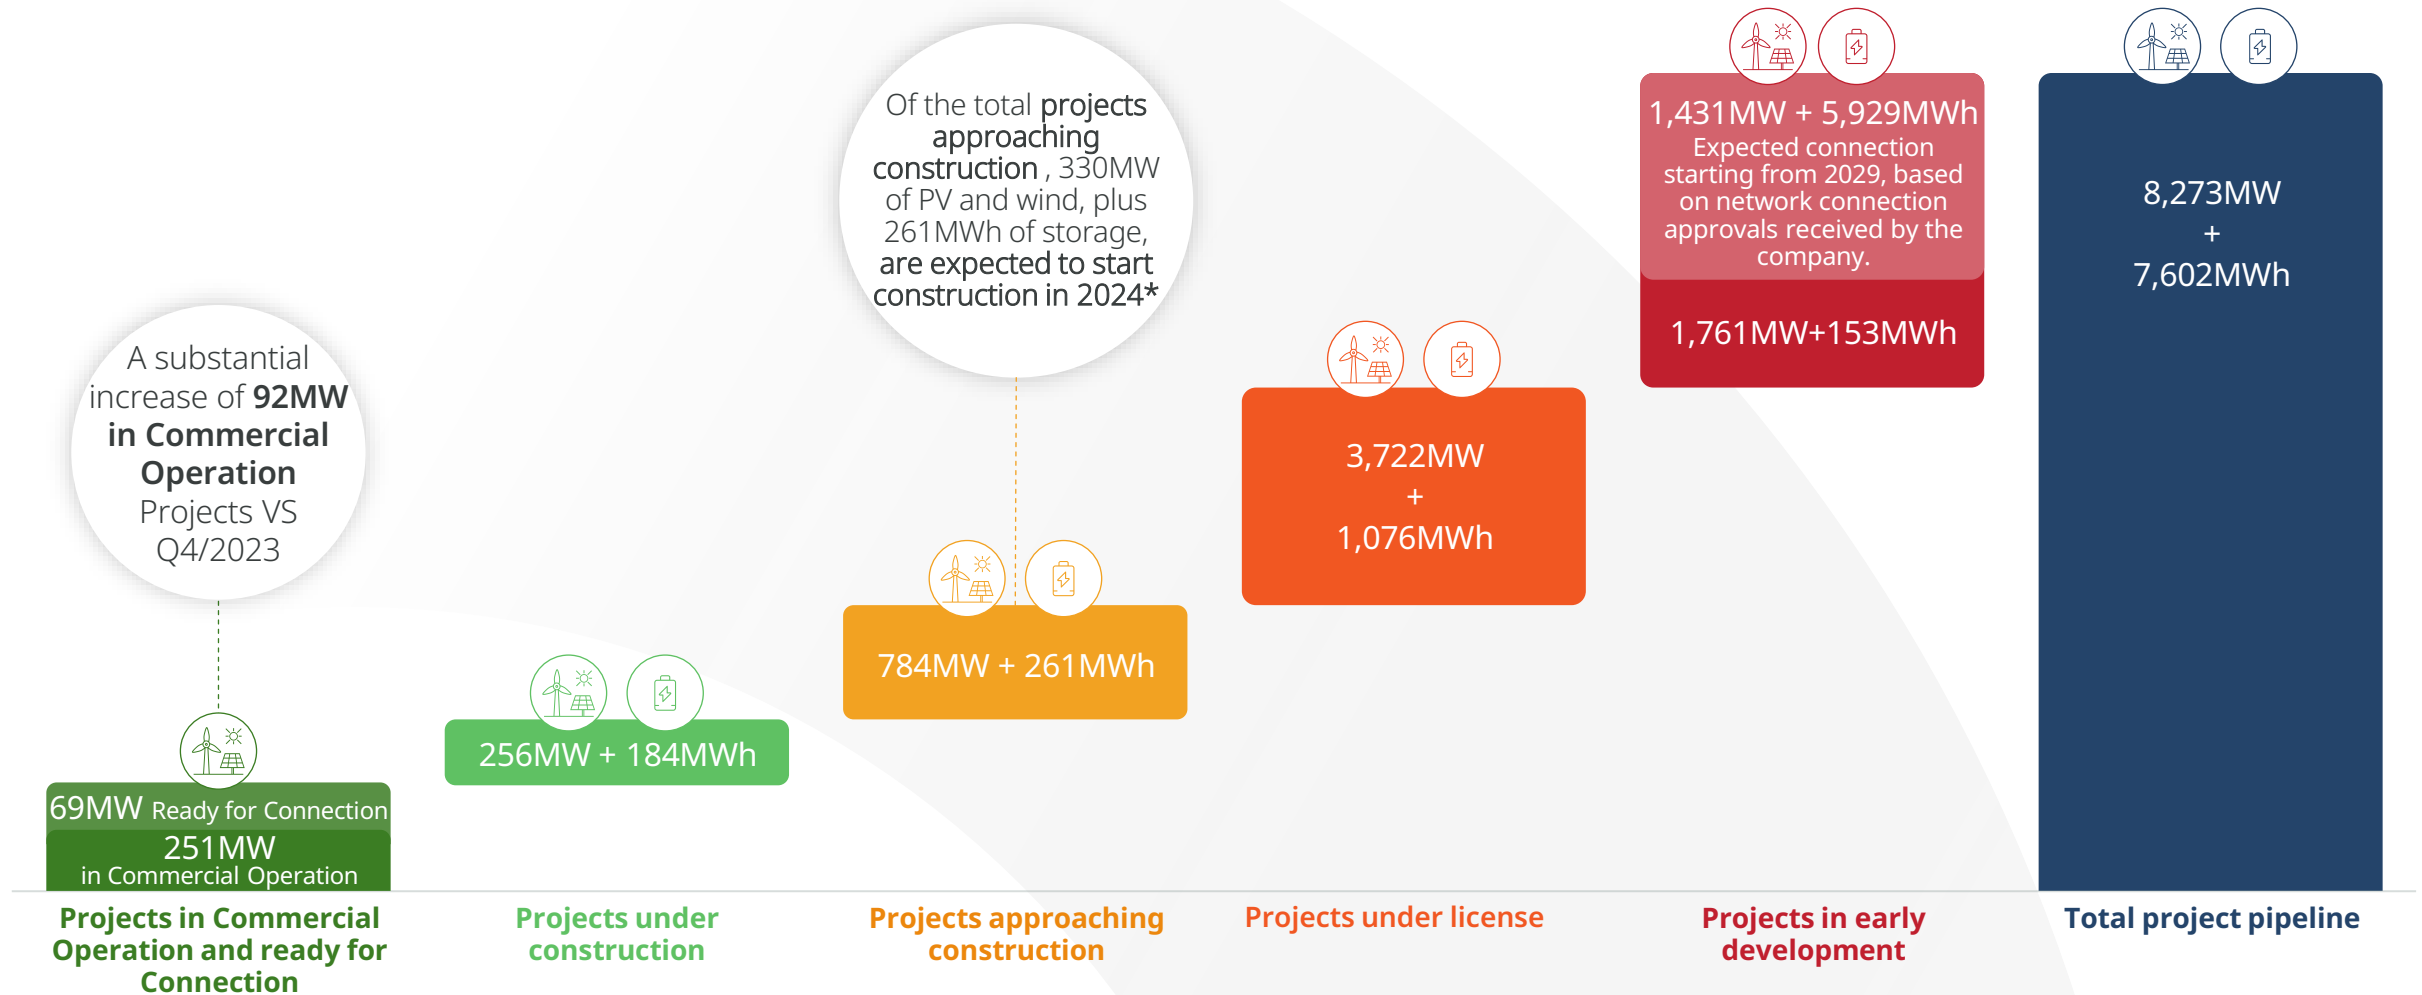 A substantial
increase of 92MW
in Commercial
Operation
Projects VS
Q4/2023
69MW Ready for Connection
251MW
in Commercial Operation
Projects in Commercial
Operation and ready for
Connection
256MW + 184MWh
Projects under
construction
Of the total projects
approaching
construction , 330MW
of PV and wind, plus
261MWh of storage,
are expected to start
construction in 2024*
784MW + 261MWh
Projects approaching
construction
3,722MW
+
1,076MWh
Projects under license
1,431MW + 5,929MWh
Expected connection
starting from 2029, based
on network connection
approvals received by the
company.
1,761MW+153MWh
Projects in early
development
8,273MW
+
7,602MWh
Total project pipeline